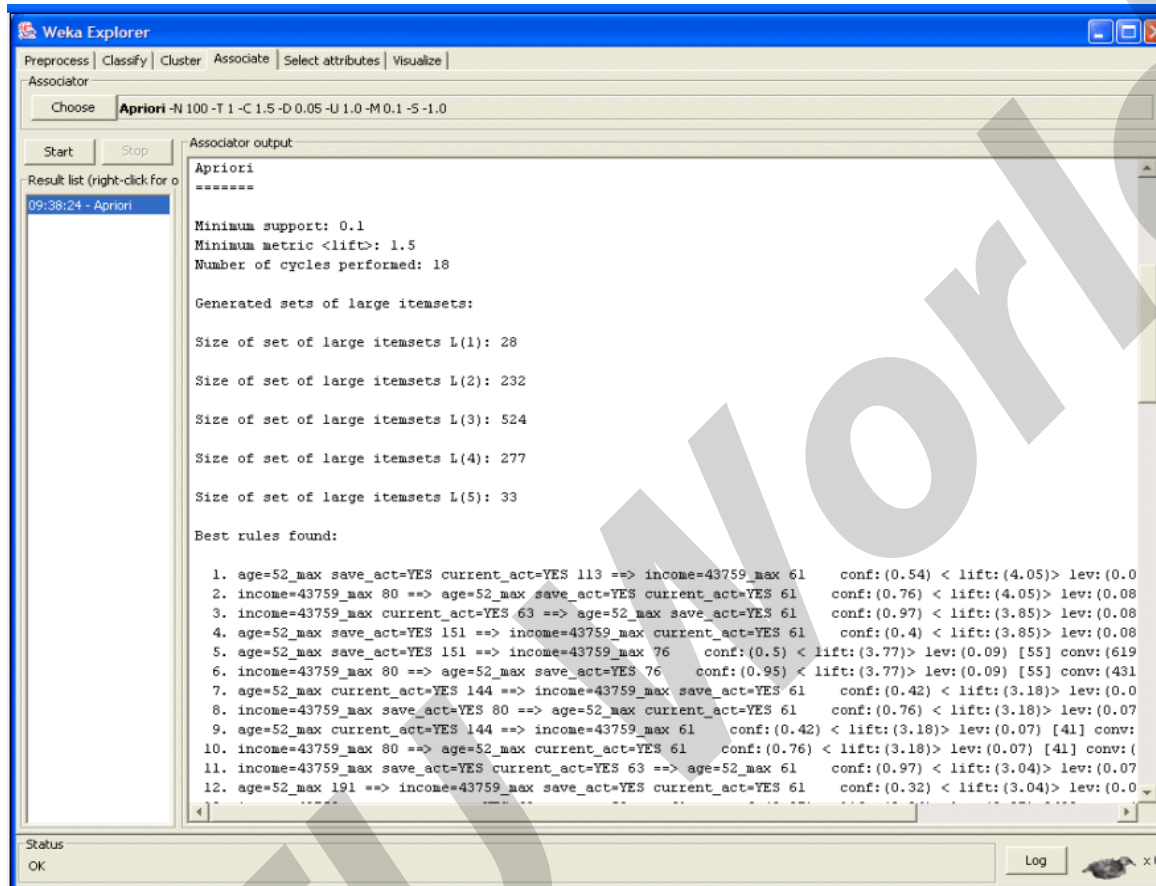 Weka Explorer
Preprocess Classify Cluster Associate Select attributes Visualize
Associator
Choose Apriori -N 100 -T 1 -C 1.5 -D 0.05 -U 1.0 -M 0.1 -S -1.0
Start Stop
Result list (right-click for o
09:38:24 - Apriori
Associator output
Apriori
=======
Minimum support: 0.1
Minimum metric <lift>: 1.5
Number of cycles performed: 18
Generated sets of large itemsets:
Size of set of large itemsets L(1): 28
Size of set of large itemsets L(2): 232
Size of set of large itemsets L(3): 524
Size of set of large itemsets L(4): 277
Size of set of large itemsets L(5): 33
Best rules found:
1. age=52_max save_act=YES current_act=YES 113 ==> income=43759_max 61 conf:(0.54) < lift:(4.05)> lev:(0.0
2. income=43759_max 80 ==> age=52_max save_act=YES current_act=YES 61 conf:(0.76) < lift:(4.05)> lev:(0.08
3. income=43759_max current_act=YES 63 ==> age=52_max save_act=YES 61 conf:(0.97) < lift:(3.85)> lev:(0.08
4. age=52_max save_act=YES 151 ==> income=43759_max current_act=YES 61 conf:(0.4) < lift:(3.85)> lev:(0.08
5. age=52_max save_act=YES 151 ==> income=43759_max 76 conf:(0.5) < lift:(3.77)> lev:(0.09) [55] conv:(619
6. income=43759_max 80 ==> age=52_max save_act=YES 76 conf:(0.95) < lift:(3.77)> lev:(0.09) [55] conv:(431
7. age=52_max current_act=YES 144 ==> income=43759_max save_act=YES 61 conf:(0.42) < lift:(3.18)> lev:(0.0
8. income=43759_max save_act=YES 80 ==> age=52_max current_act=YES 61 conf:(0.76) < lift:(3.18)> lev:(0.07
9. age=52_max current_act=YES 144 ==> income=43759_max 61 conf:(0.42) < lift:(3.18)> lev:(0.07) [41] conv:
10. income=43759_max 80 ==> age=52_max current_act=YES 61 conf:(0.76) < lift:(3.18)> lev:(0.07) [41] conv:(
11. income=43759_max save_act=YES current_act=YES 63 ==> age=52_max 61 conf:(0.97) < lift:(3.04)> lev:(0.07
12. age=52_max 191 ==> income=43759_max save_act=YES current_act=YES 61 conf:(0.32) < lift:(3.04)> lev:(0.0
Status
OK
Log